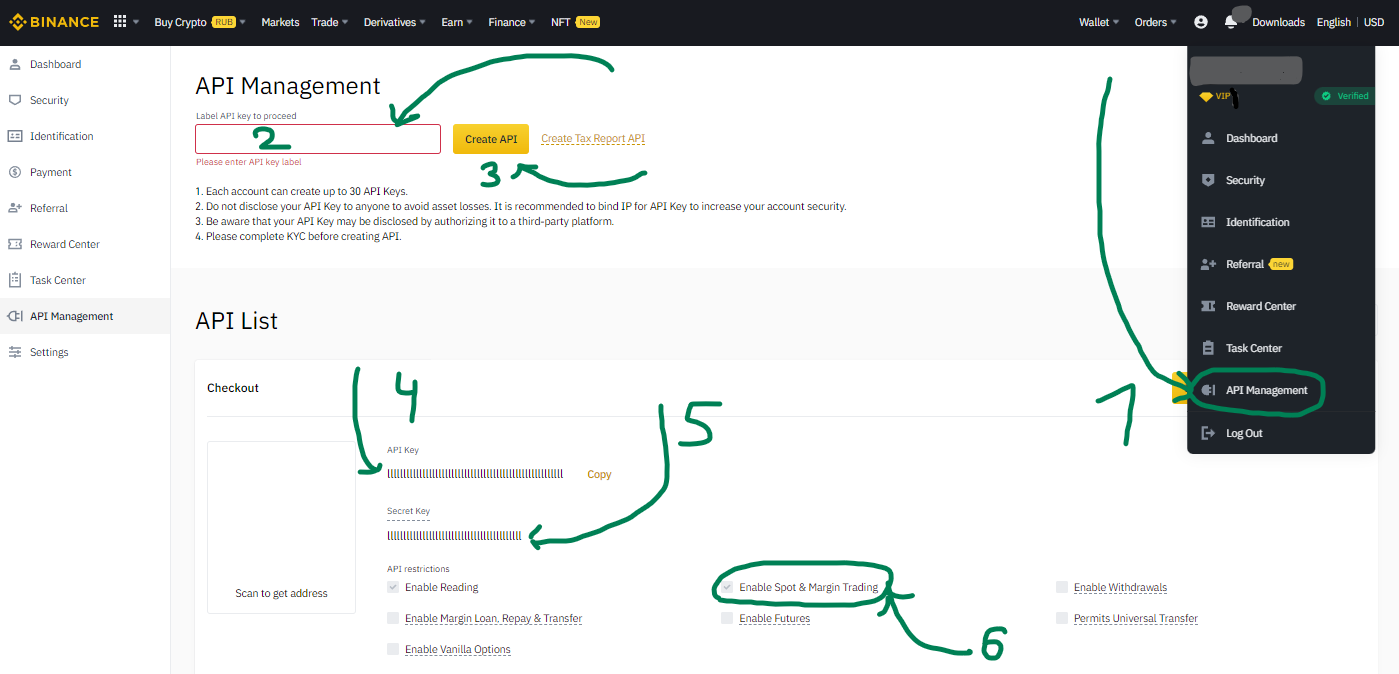 BINANCE Buy Crypto RUB Markets Trade Derivatives Earn Finance NFT New Wallet Orders Downloads English | USD
Dashboard
Security
Identification
Payment
Referral
Reward Center
Task Center
API Management
Settings
API Management
Label API key to proceed
2
Create API
Create Tax Report API
Please enter API key label
3
1. Each account can create up to 30 API Keys.
2. Do not disclose your API Key to anyone to avoid asset losses. It is recommended to bind IP for API Key to increase your account security.
3. Be aware that your API Key may be disclosed by authorizing it to a third-party platform.
4. Please complete KYC before creating API.
API List
Checkout
4
5
API Key
llllllllllllllllllllllllllllllllllllllllllllllllllllll Copy
Secret Key
lllllllllllllllllllllllllllllllllllllllll
API restrictions
Scan to get address
Enable Reading
Enable Spot & Margin Trading
Enable Withdrawals
Enable Margin Loan, Repay & Transfer
Enable Futures
Permits Universal Transfer
Enable Vanilla Options
6
VIP
Verified
Dashboard
Security
Identification
Referral new
Reward Center
Task Center
1
API Management
Log Out